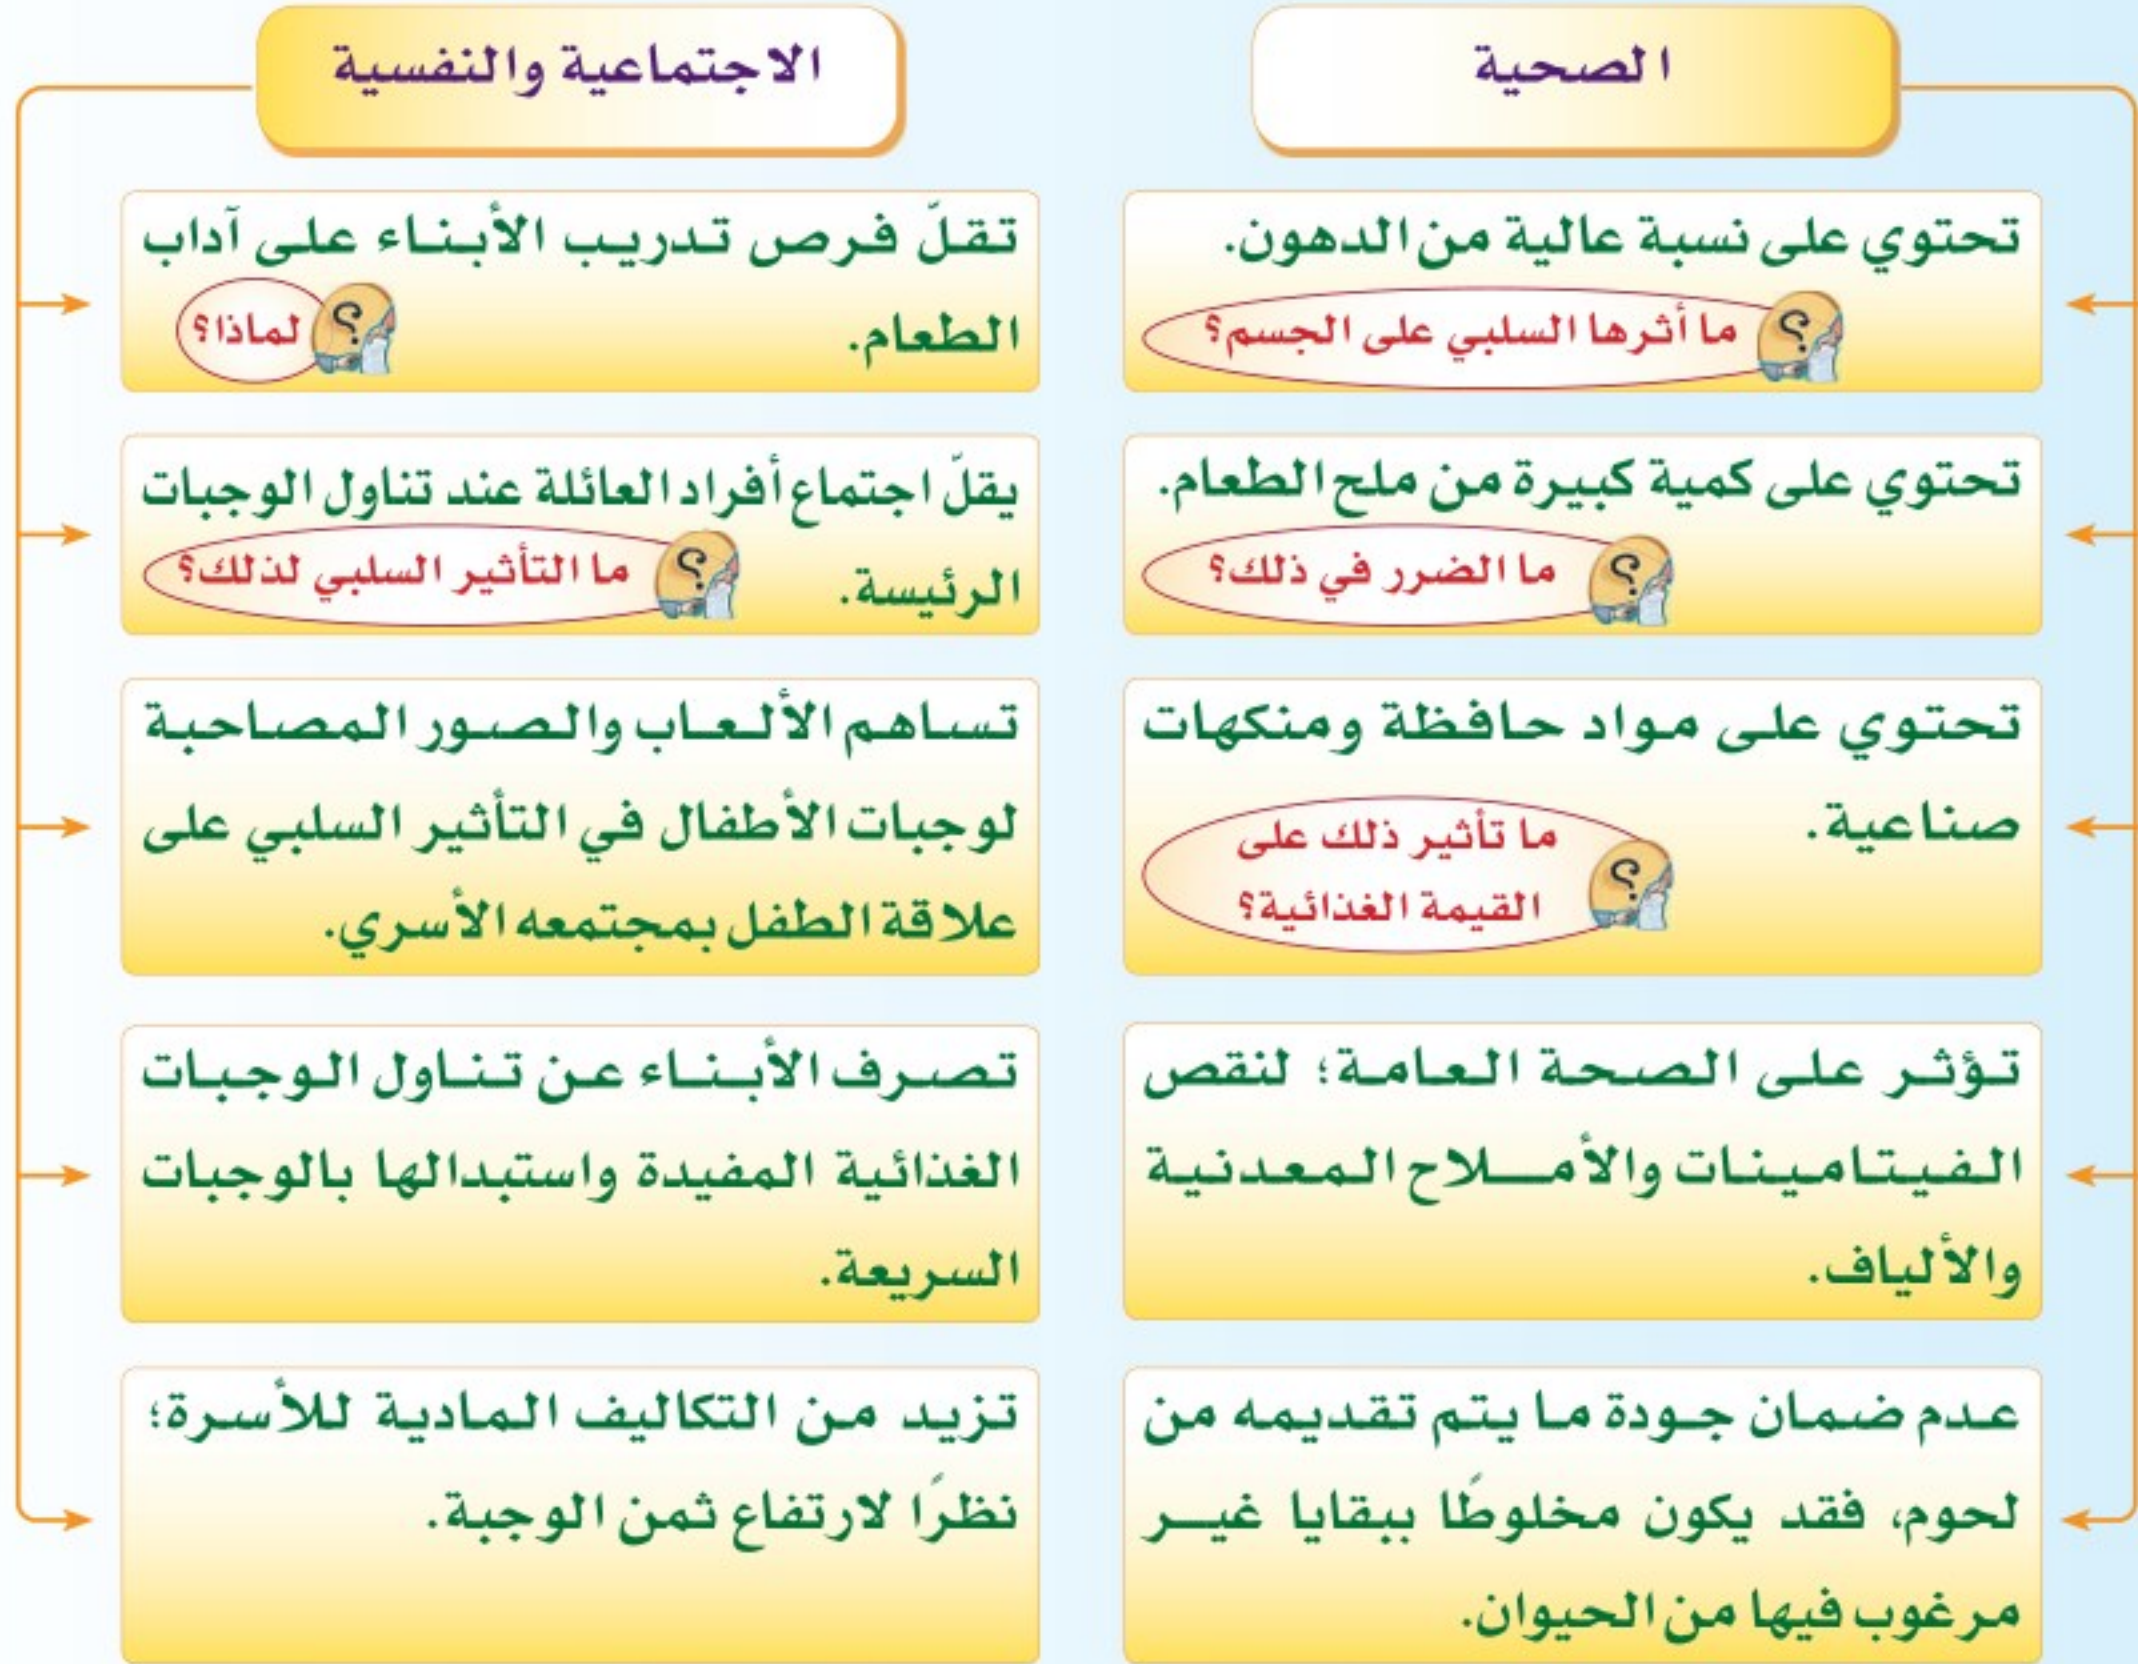 الصحية
تحتوي على نسبة عالية من الدهون.
؟
ما أثرها السلبي على الجسم؟
تحتوي على كمية كبيرة من ملح الطعام.
؟
ما الضرر في ذلك؟
تحتوي على مواد حافظة ومنكهات
صناعية.
؟
ما تأثير ذلك على
القيمة الغذائية؟
تؤثر على الصحة العامة؛ لنقص
الفيتامينات والأملاح المعدنية
والألياف.
عدم ضمان جودة ما يتم تقديمه من
لحوم، فقد يكون مخلوطًا ببقايا غير
مرغوب فيها من الحيوان.
الاجتماعية والنفسية
تقلّ فرص تدريب الأبناء على آداب
الطعام.
؟
لماذا؟
يقلّ اجتماع أفراد العائلة عند تناول الوجبات
الرئيسة.
؟
ما التأثير السلبي لذلك؟
تساهم الألعاب والصور المصاحبة
لوجبات الأطفال في التأثير السلبي على
علاقة الطفل بمجتمعه الأسري.
تصرف الأبناء عن تناول الوجبات
الغذائية المفيدة واستبدالها بالوجبات
السريعة.
تزيد من التكاليف المادية للأسرة؛
نظرًا لارتفاع ثمن الوجبة.